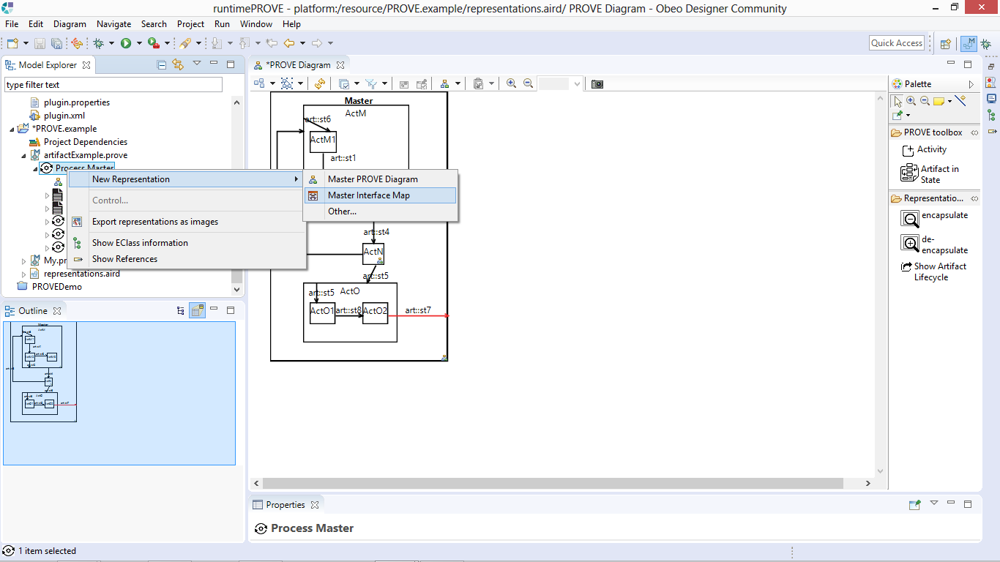 runtimePROVE - platform:/resource/PROVE.example/representations.aird/ PROVE Diagram - Obeo Designer Community
File Edit Diagram Navigate Search Project Run Window Help
Quick Access
Model Explorer
type filter text
plugin.properties
plugin.xml
*PROVE.example
Project Dependencies
artifactExample.prove
Process Master
My.pr
representations.aird
PROVEDemo
New Representation
Control...
Export representations as images
Show EClass information
Show References
Master PROVE Diagram
Master Interface Map
Other...
*PROVE Diagram
Master
ActM
art::st6
ActM1
art::st1
art::st4
ActN
art::st5
art::st5 ActO
ActO1 art::st8 ActO2 art::st7
Palette
PROVE toolbox
Activity
Artifact in
State
Representatio...
encapsulate
de-
encapsulate
Show Artifact
Lifecycle
Outline
Properties
Process Master
1 item selected